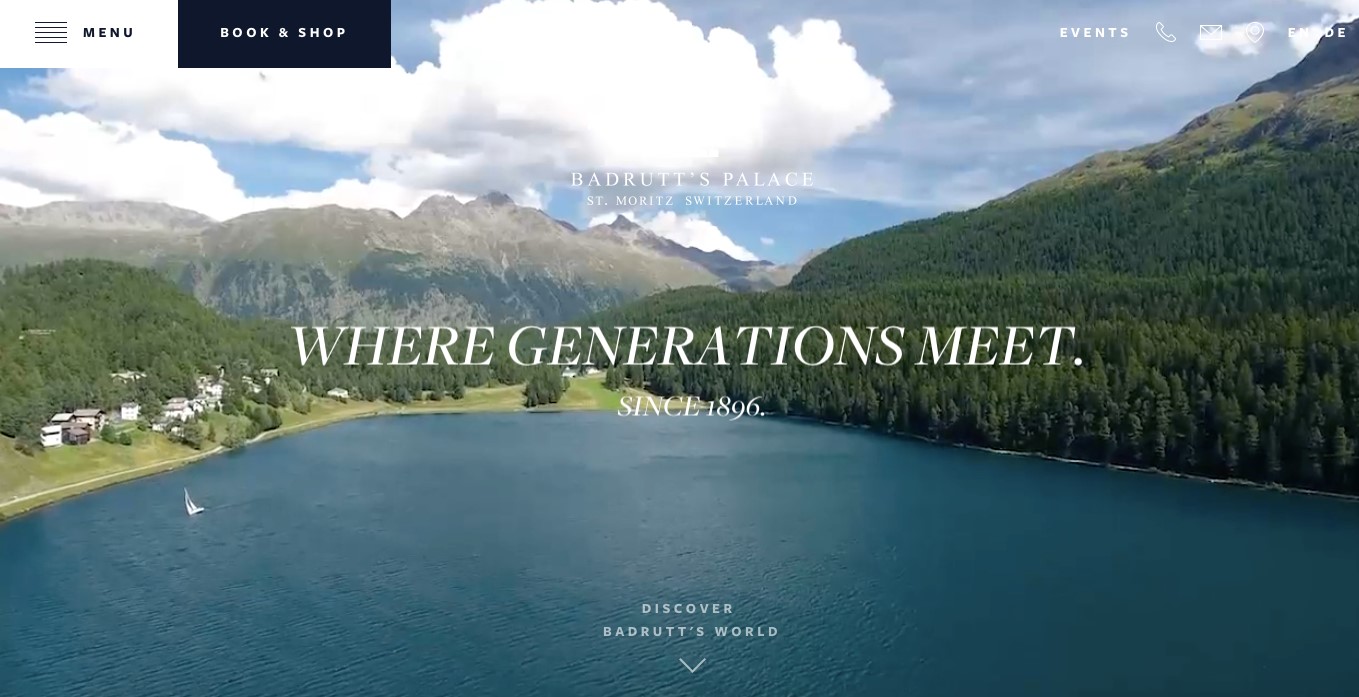 MENU
BOOK & SHOP
EVENTS
EN DE
BADRUTT'S PALACE
ST. MORITZ SWITZERLAND
WHERE GENERATIONS MEET.
SINCE 1896.
DISCOVER
BADRUTT'S WORLD